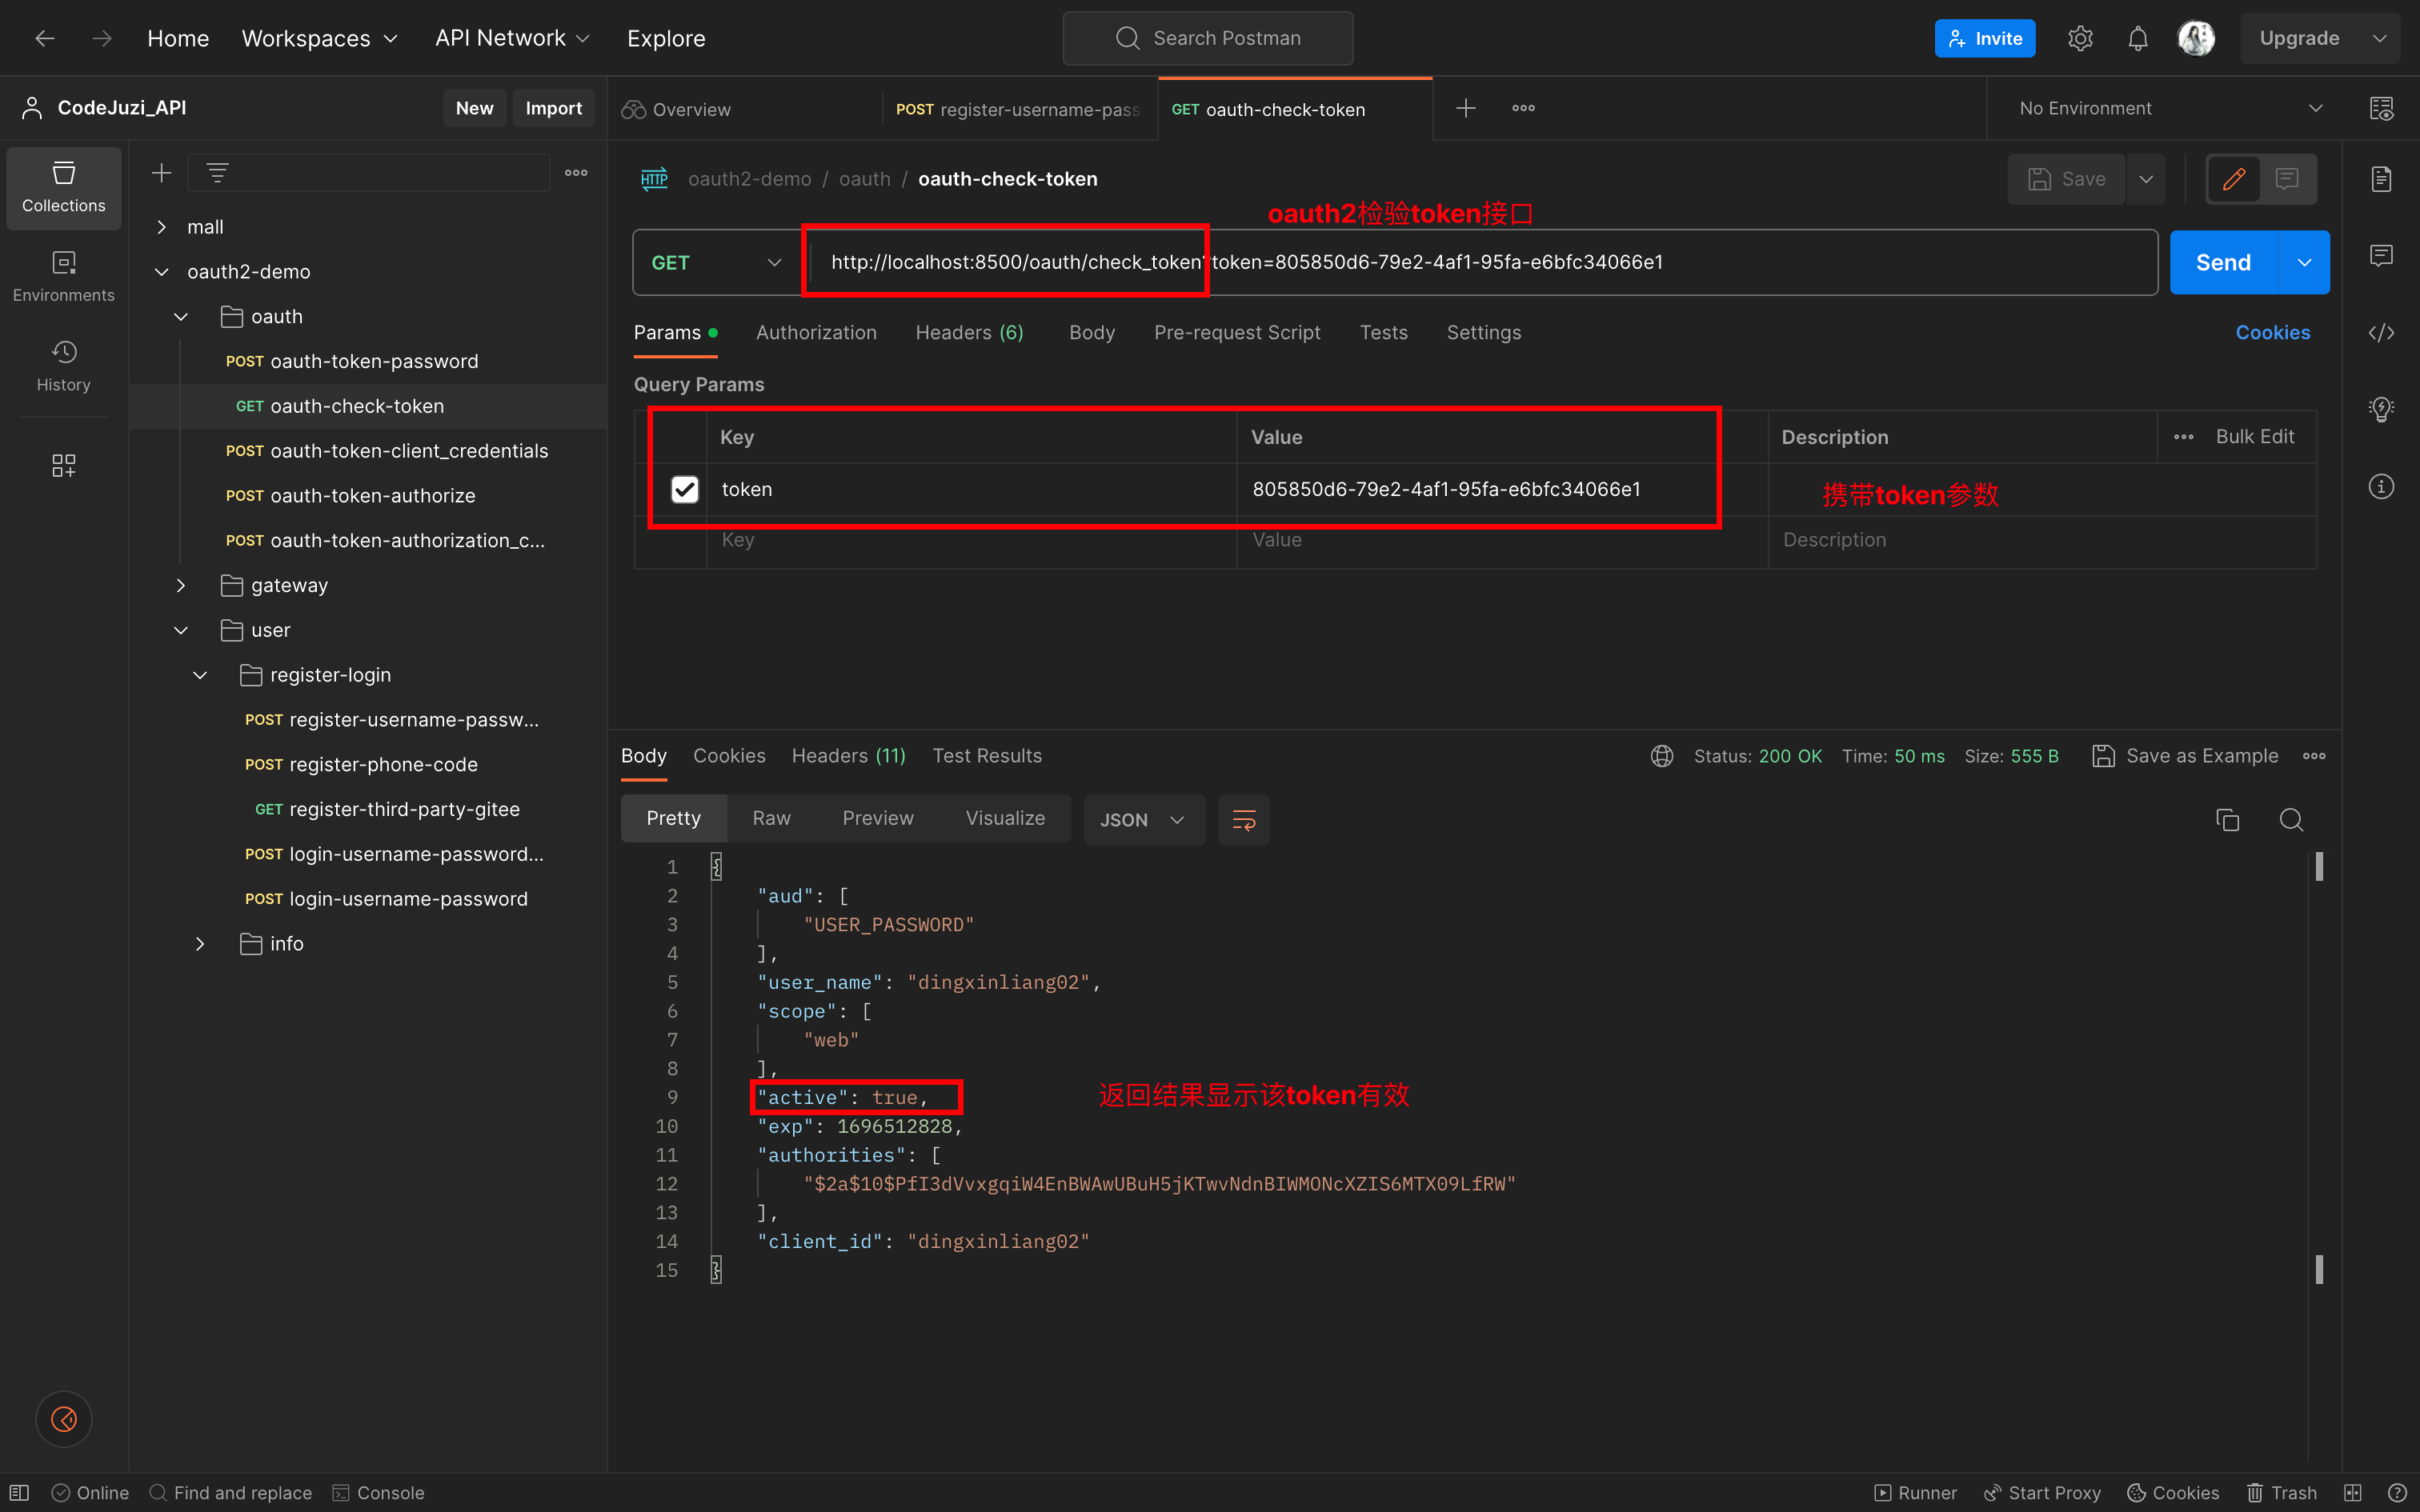 Home Workspaces API Network Explore Search Postman Invite Upgrade
CodeJuzi_API New Import Overview POST register-username-pass GET oauth-check-token No Environment
Collections
Environments
History
mall
oauth2-demo
oauth
POST oauth-token-password
GET oauth-check-token
POST oauth-token-client_credentials
POST oauth-token-authorize
POST oauth-token-authorization_c...
gateway
user
register-login
POST register-username-passw...
POST register-phone-code
GET register-third-party-gitee
POST login-username-password...
POST login-username-password
info
HTTP oauth2-demo / oauth / oauth-check-token Save
oauth2检验token接口
GET http://localhost:8500/oauth/check_token?token=805850d6-79e2-4af1-95fa-e6bfc34066e1 Send
Params Authorization Headers (6) Body Pre-request Script Tests Settings Cookies
Query Params
Key Value Description Bulk Edit
token 805850d6-79e2-4af1-95fa-e6bfc34066e1 携带token参数
Key Value Description
Body Cookies Headers (11) Test Results Status: 200 OK Time: 50 ms Size: 555 B Save as Example
Pretty Raw Preview Visualize JSON
1 {
2 "aud": [
3 "USER_PASSWORD"
4 ],
5 "user_name": "dingxinliang02",
6 "scope": [
7 "web"
8 ],
9 "active": true, 返回结果显示该token有效
10 "exp": 1696512828,
11 "authorities": [
12 "$2a$10$PfI3dVvxgqiW4EnBWAwUBuH5jKTwvNdnBIWMONcXZIS6MTX09LfRW"
13 ],
14 "client_id": "dingxinliang02"
15 }
Online Find and replace Console Runner Start Proxy Cookies Trash